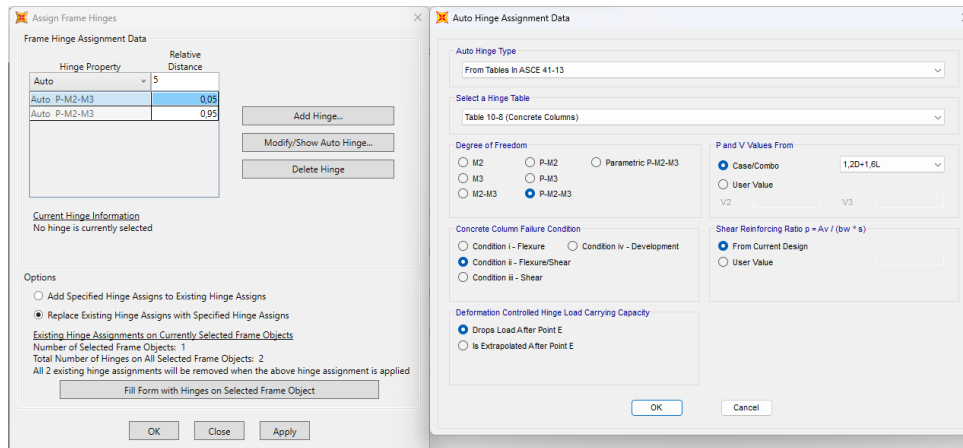 Assign Frame Hinges
Frame Hinge Assignment Data
Hinge Property
Relative
Distance
Auto
5
Auto P-M2-M3
0,05
Auto P-M2-M3
0,95
Add Hinge...
Modify/Show Auto Hinge...
Delete Hinge
Current Hinge Information
No hinge is currently selected
Options
Add Specified Hinge Assigns to Existing Hinge Assigns
Replace Existing Hinge Assigns with Specified Hinge Assigns
Existing Hinge Assignments on Currently Selected Frame Objects
Number of Selected Frame Objects: 1
Total Number of Hinges on All Selected Frame Objects: 2
All 2 existing hinge assignments will be removed when the above hinge assignment is applied
Fill Form with Hinges on Selected Frame Object
OK
Close
Apply
Auto Hinge Assignment Data
Auto Hinge Type
From Tables In ASCE 41-13
Select a Hinge Table
Table 10-8 (Concrete Columns)
Degree of Freedom
M2
P-M2
Parametric P-M2-M3
M3
P-M3
M2-M3
P-M2-M3
P and V Values From
Case/Combo
1,2D+1,6L
User Value
V2
V3
Concrete Column Failure Condition
Condition i - Flexure
Condition iv - Development
Condition ii - Flexure/Shear
Condition iii - Shear
Shear Reinforcing Ratio p = Av / (bw * s)
From Current Design
User Value
Deformation Controlled Hinge Load Carrying Capacity
Drops Load After Point E
Is Extrapolated After Point E
OK
Cancel